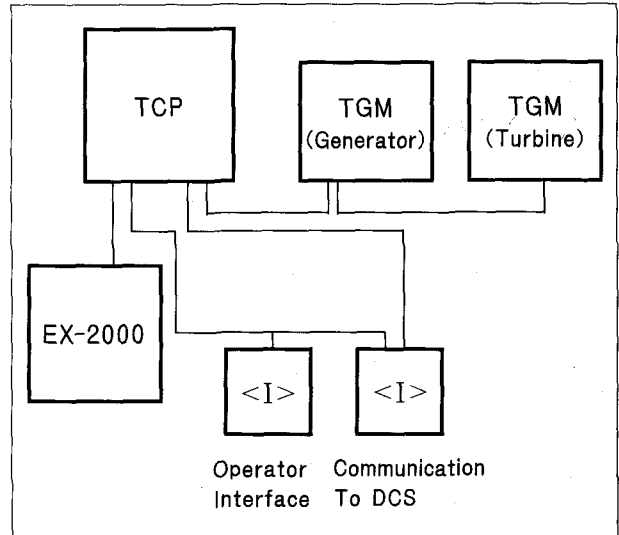 TCP
TGM
(Generator)
TGM
(Turbine)
EX-2000
<I>
<I>
Operator
Interface
Communication
To DCS